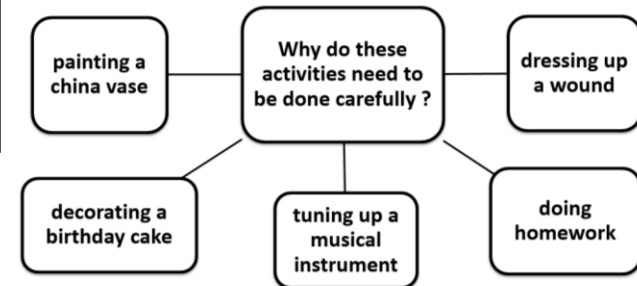 Why do these
activities need to
be done carefully ?
painting a
china vase
dressing up
a wound
decorating a
birthday cake
tuning up a
musical
instrument
doing
homework